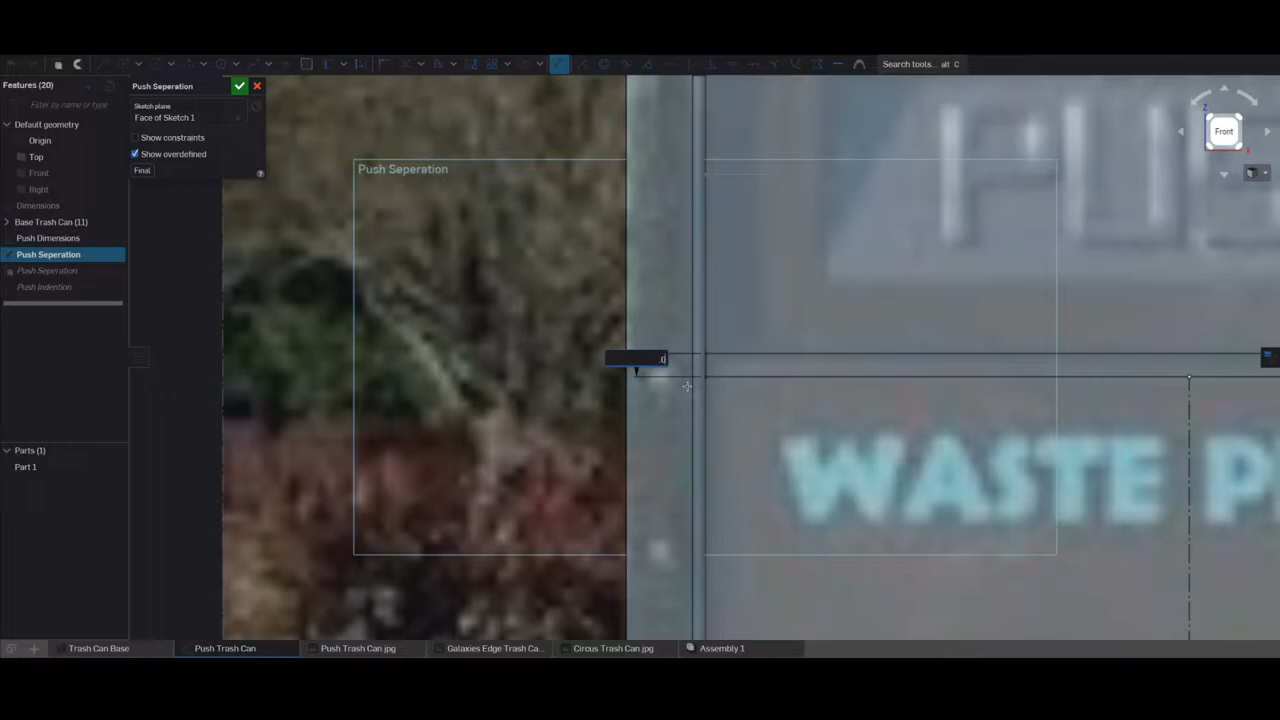 Search tools... alt C
Features (20)
Push Seperation
Filter by name or type
Sketch plane
Face of Sketch 1
Default geometry
Show constraints
Origin
Show overdefined
Top
Final
Front
Right
Dimensions
Base Trash Can (11)
Push Dimensions
Push Seperation
Push Seperation
Push Indention
Parts (1)
Part 1
Push Seperation
PUS
Z
Front
X
.0
WASTE P
Trash Can Base
Push Trash Can
Push Trash Can.jpg
Galaxies Edge Trash Ca...
Circus Trash Can.jpg
Assembly 1